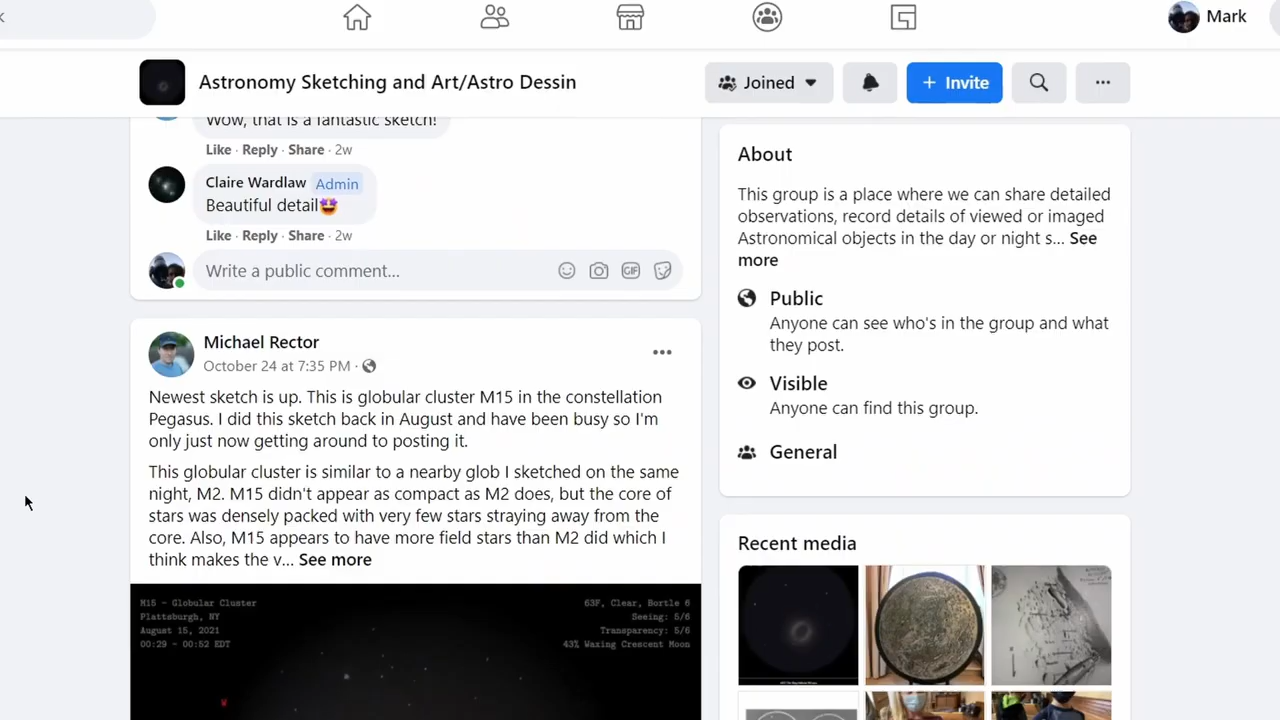 Mark
Astronomy Sketching and Art/Astro Dessin
Joined
+ Invite
Wow, that is a fantastic sketch!
Like · Reply · Share · 2w
Claire Wardlaw Admin
Beautiful detail
Like · Reply · Share · 2w
Write a public comment...
GIF
Michael Rector
October 24 at 7:35 PM ·
Newest sketch is up. This is globular cluster M15 in the constellation
Pegasus. I did this sketch back in August and have been busy so I'm
only just now getting around to posting it.
This globular cluster is similar to a nearby glob I sketched on the same
night, M2. M15 didn't appear as compact as M2 does, but the core of
stars was densely packed with very few stars straying away from the
core. Also, M15 appears to have more field stars than M2 did which I
think makes the v... See more
M15 - Globular Cluster
Plattsburgh, NY
August 15, 2021
00:29 - 00:52 EDT
63F, Clear, Bortle 6
Seeing: 5/6
Transparency: 5/6
43% Waxing Crescent Moon
About
This group is a place where we can share detailed
observations, record details of viewed or imaged
Astronomical objects in the day or night s... See
more
Public
Anyone can see who's in the group and what
they post.
Visible
Anyone can find this group.
General
Recent media